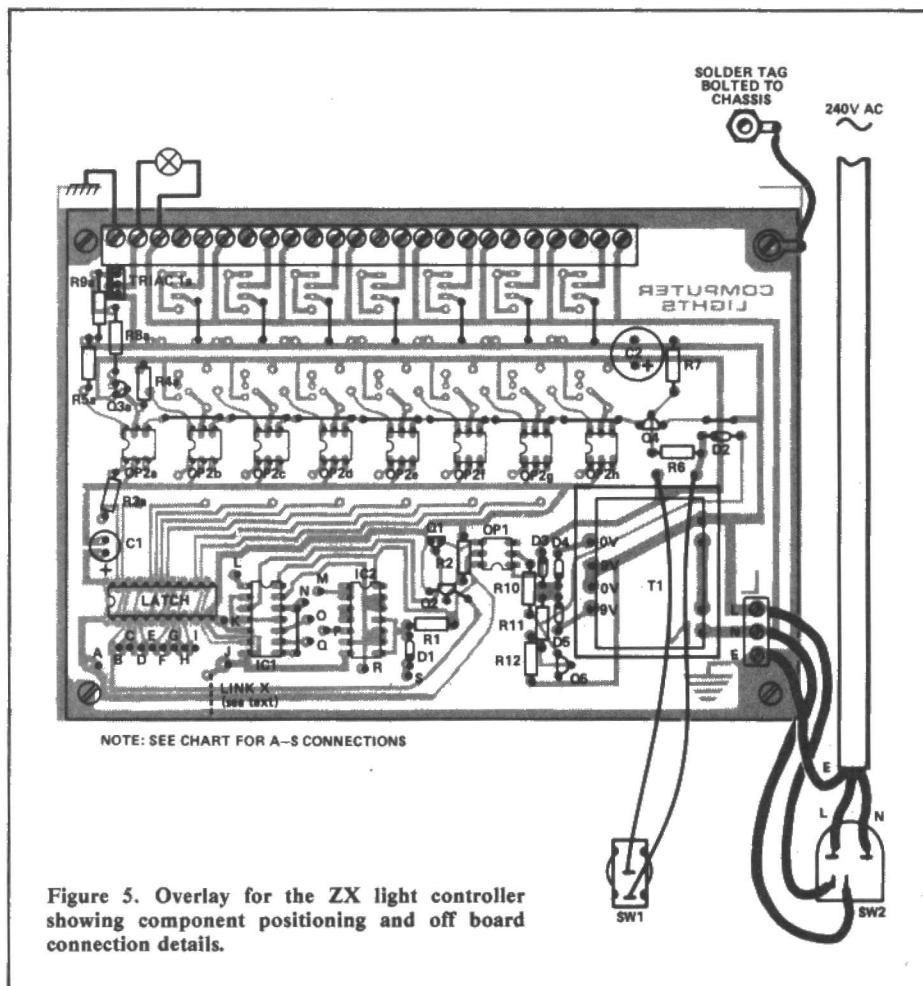 SOLDER TAG
BOLTED TO
CHASSIS
240V AC
R9a
TRIAC Ta
COMPUTER
LIGHTS
R8a
C2
+
R7
R5a
Q3a
R4a
Q4
D2
R6
OP2a
OP2b
OP2c
OP2d
OP2e
OP2f
OP2g
OP2h
R3a
C1
+
Q1
OP1
D3
D4
0V
9V
0V
9V
T1
L
M
IC2
R2
R10
LATCH
N
Q2
K
O
P
Q
R1
R11
D5
L
N
E
C
E
G
I
A
B
D
F
H
J
IC1
R
D1
S
R12
Q5
LINK X
(see text)
NOTE: SEE CHART FOR A–S CONNECTIONS
E
L
N
SW1
SW2
Figure 5. Overlay for the ZX light controller
showing component positioning and off board
connection details.